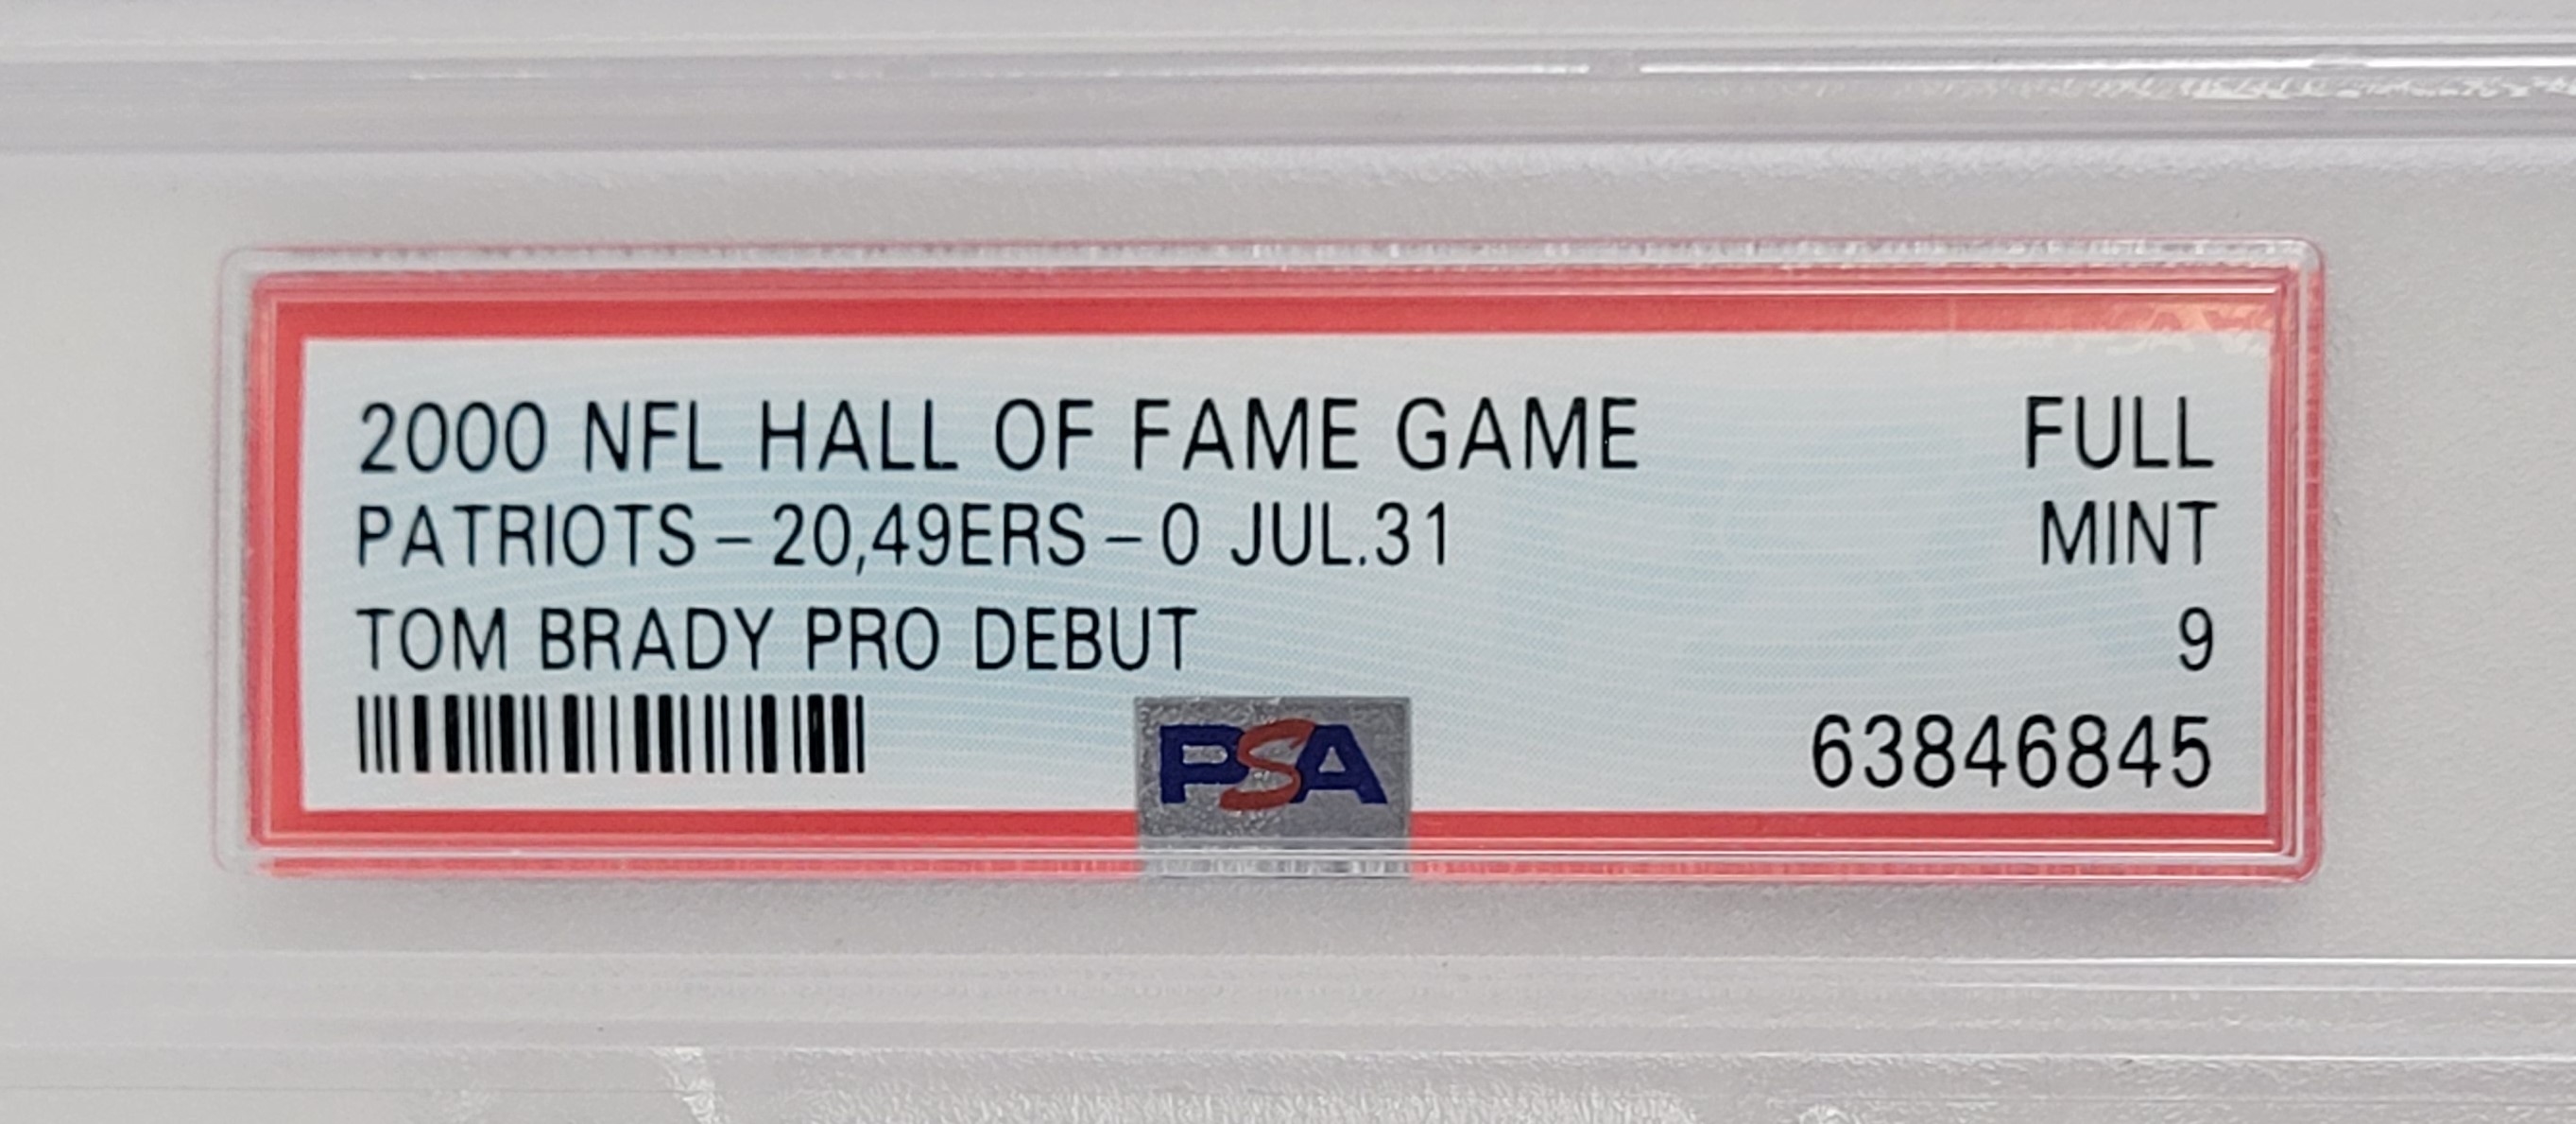 2000 NFL HALL OF FAME GAME FULL
PATRIOTS – 20,49ERS – 0 JUL.31 MINT
TOM BRADY PRO DEBUT 9
PSA 63846845